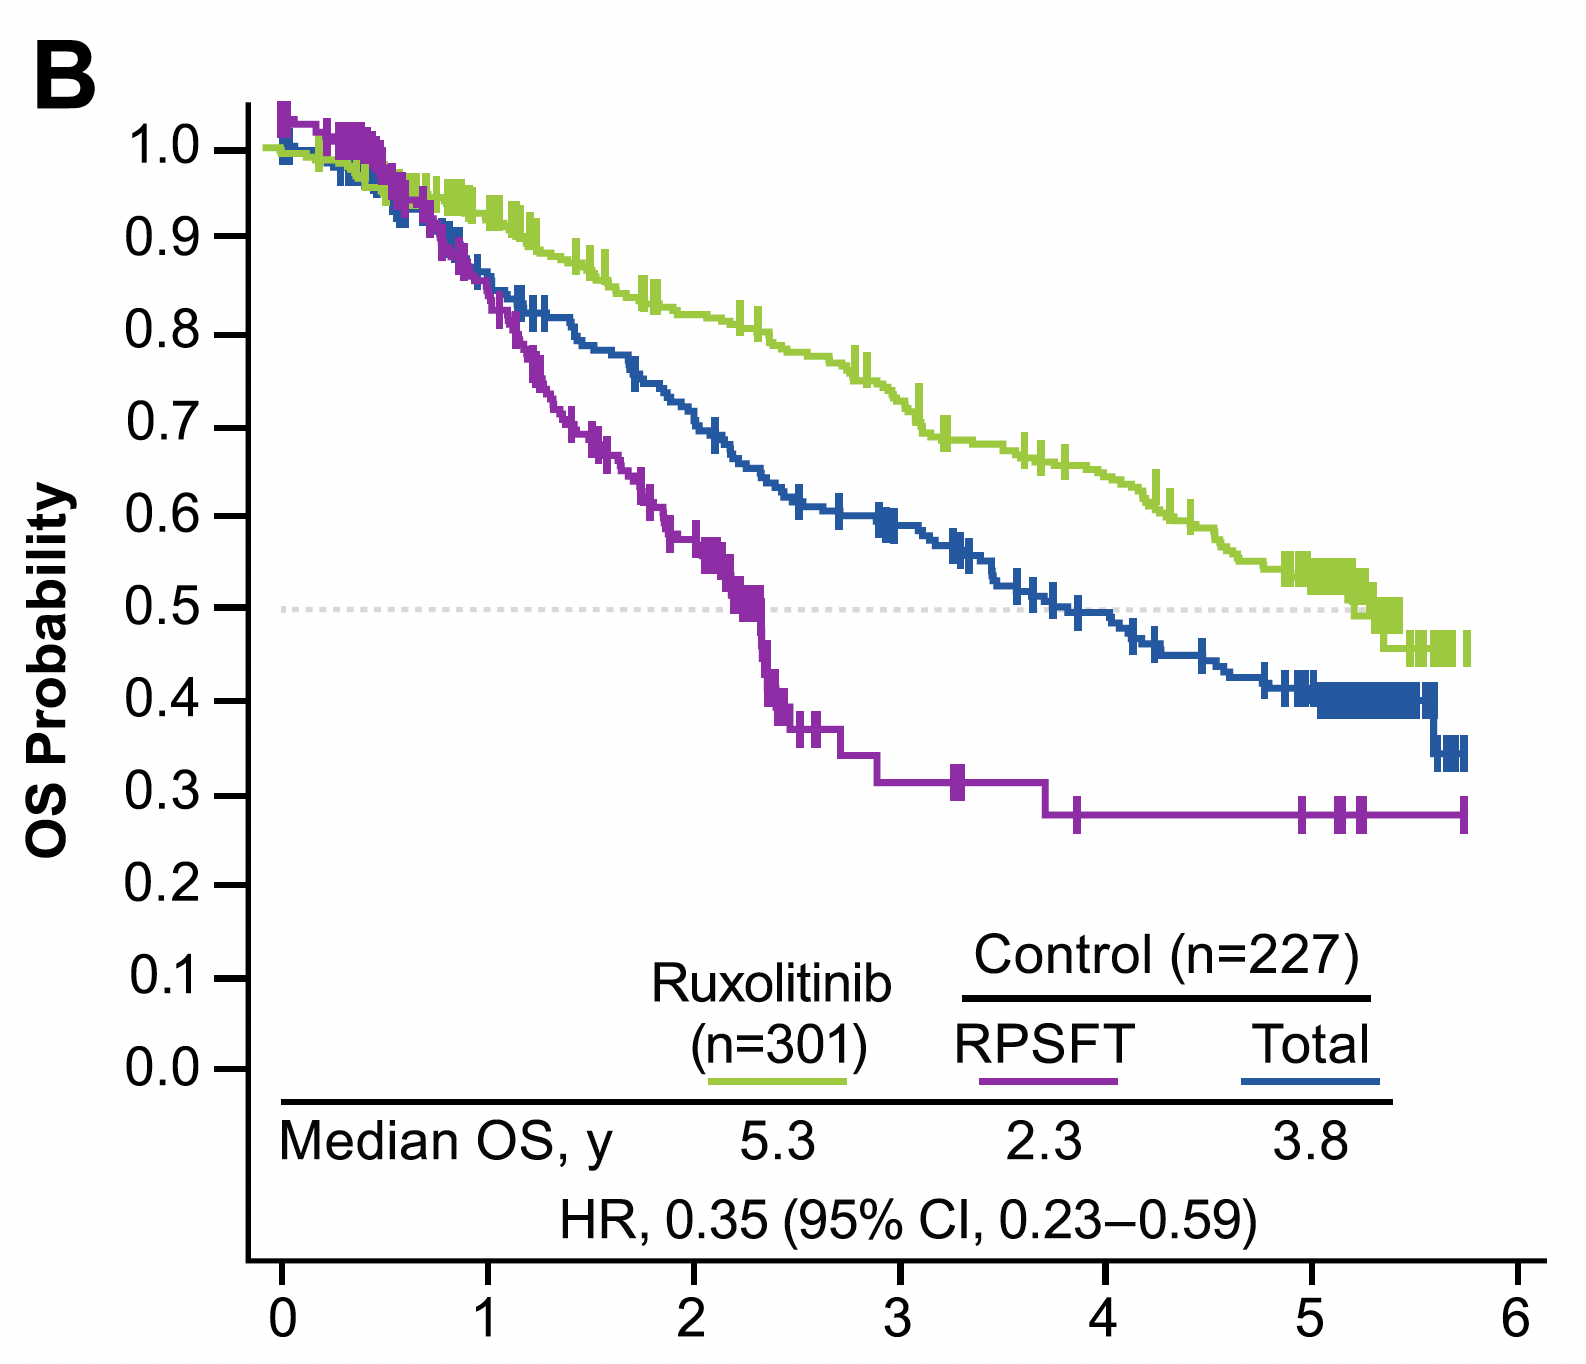 B
OS Probability
1.0
0.9
0.8
0.7
0.6
0.5
0.4
0.3
0.2
0.1
0.0
Control (n=227)
Ruxolitinib
(n=301) RPSFT Total
Median OS, y 5.3 2.3 3.8
HR, 0.35 (95% CI, 0.23–0.59)
0 1 2 3 4 5 6